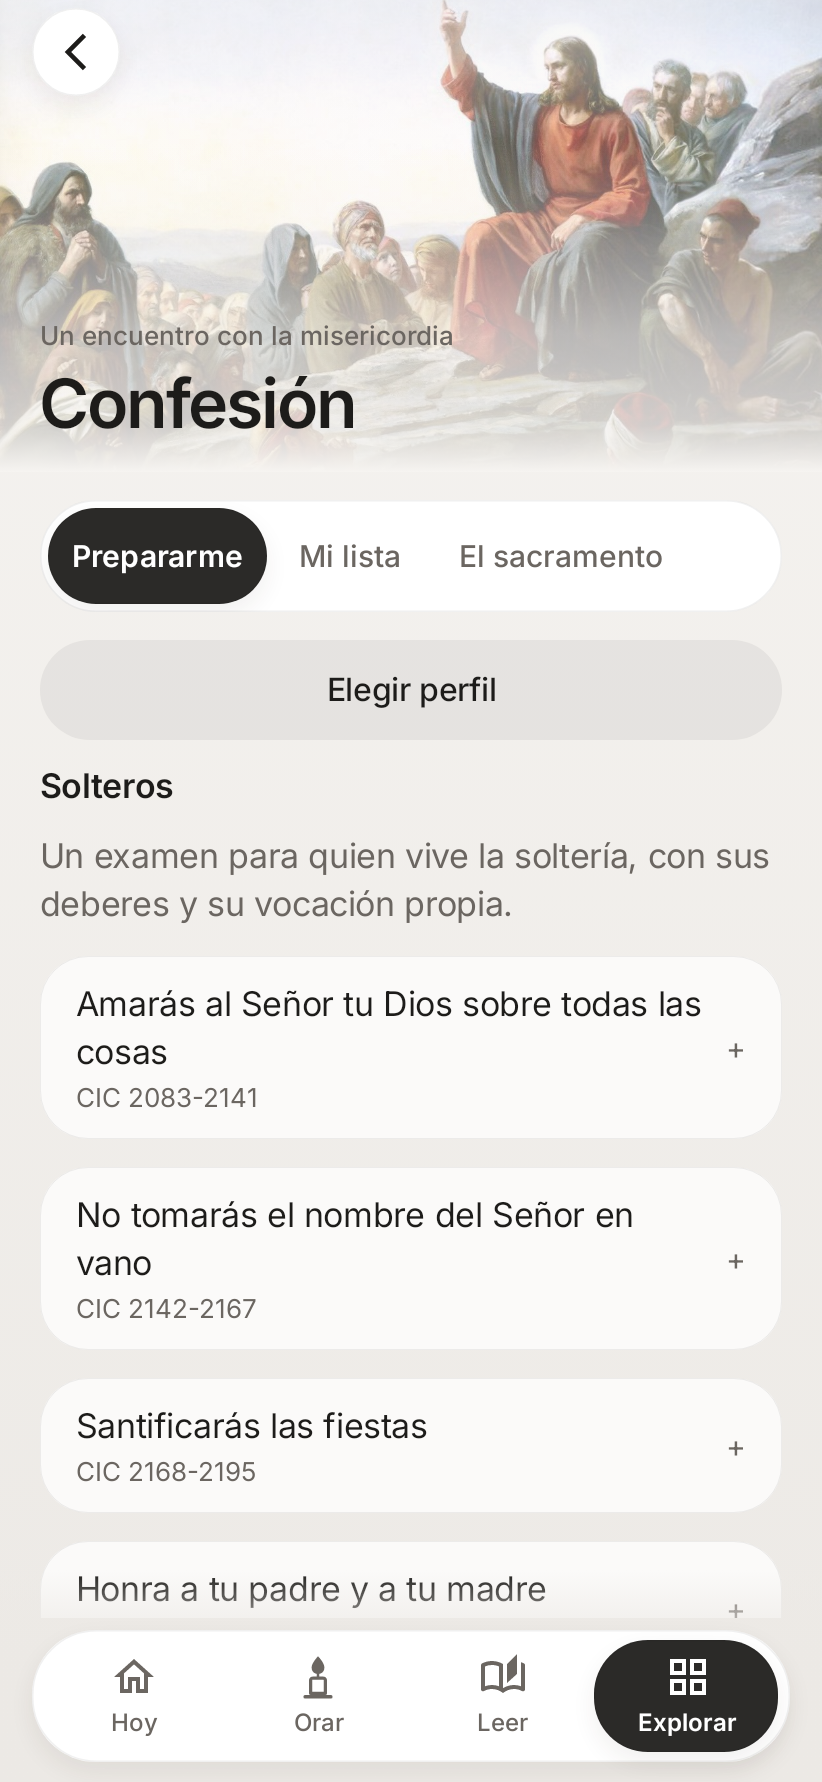 Un encuentro con la misericordia
Confesión
Prepararme
Mi lista
El sacramento
Elegir perfil
Solteros
Un examen para quien vive la soltería, con sus
deberes y su vocación propia.
Amarás al Señor tu Dios sobre todas las
cosas
CIC 2083-2141
+
No tomarás el nombre del Señor en
vano
CIC 2142-2167
+
Santificarás las fiestas
CIC 2168-2195
+
Honra a tu padre y a tu madre
+
Hoy
Orar
Leer
Explorar